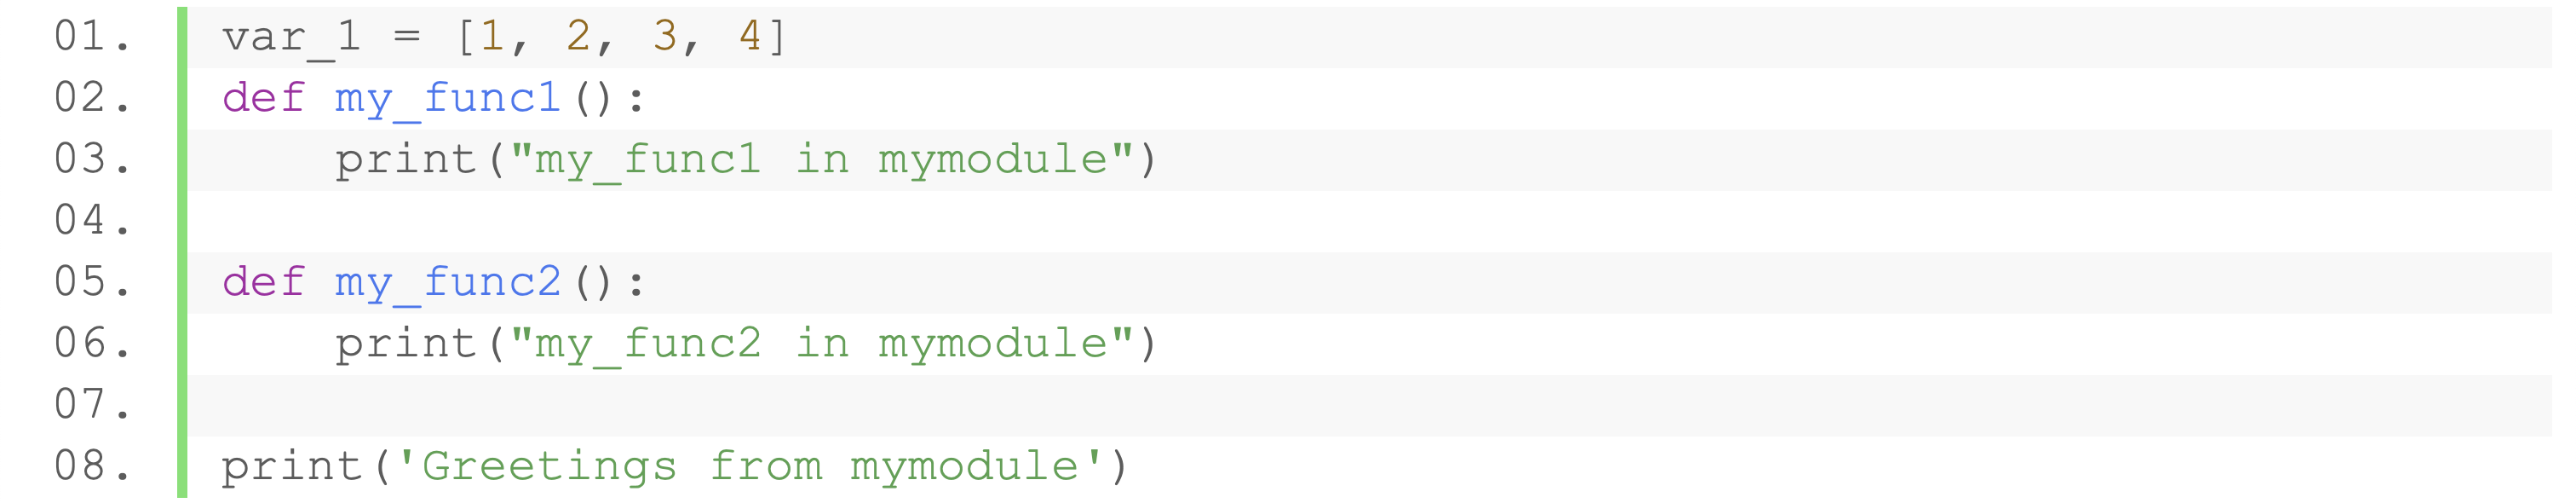 01. var_1 = [1, 2, 3, 4]
02. def my_func1():
03.     print("my_func1 in mymodule")
04.
05. def my_func2():
06.     print("my_func2 in mymodule")
07.
08. print('Greetings from mymodule')